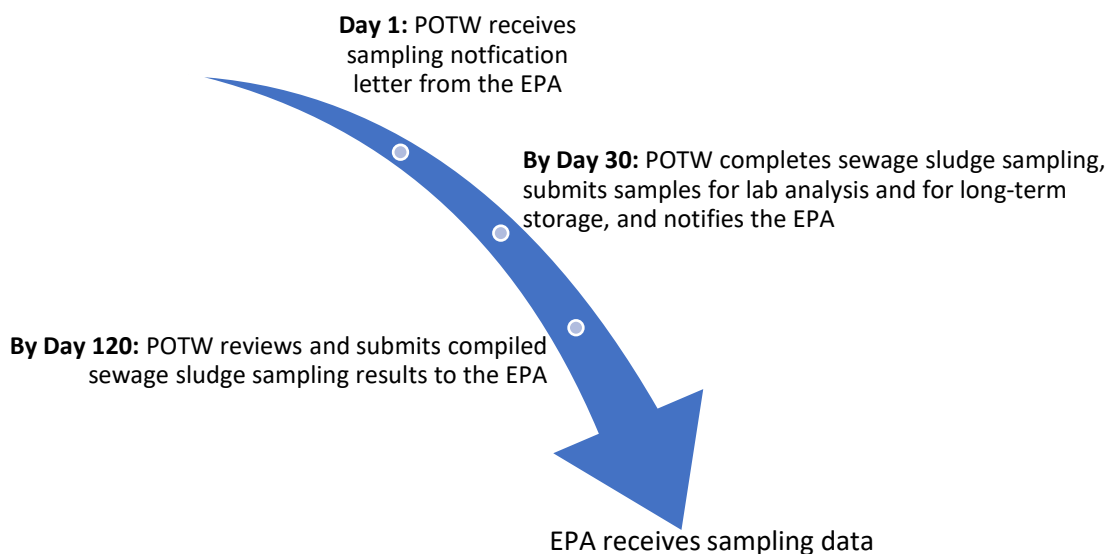 Day 1: POTW receives
sampling notfication
letter from the EPA
By Day 30: POTW completes sewage sludge sampling,
submits samples for lab analysis and for long-term
storage, and notifies the EPA
By Day 120: POTW reviews and submits compiled
sewage sludge sampling results to the EPA
EPA receives sampling data